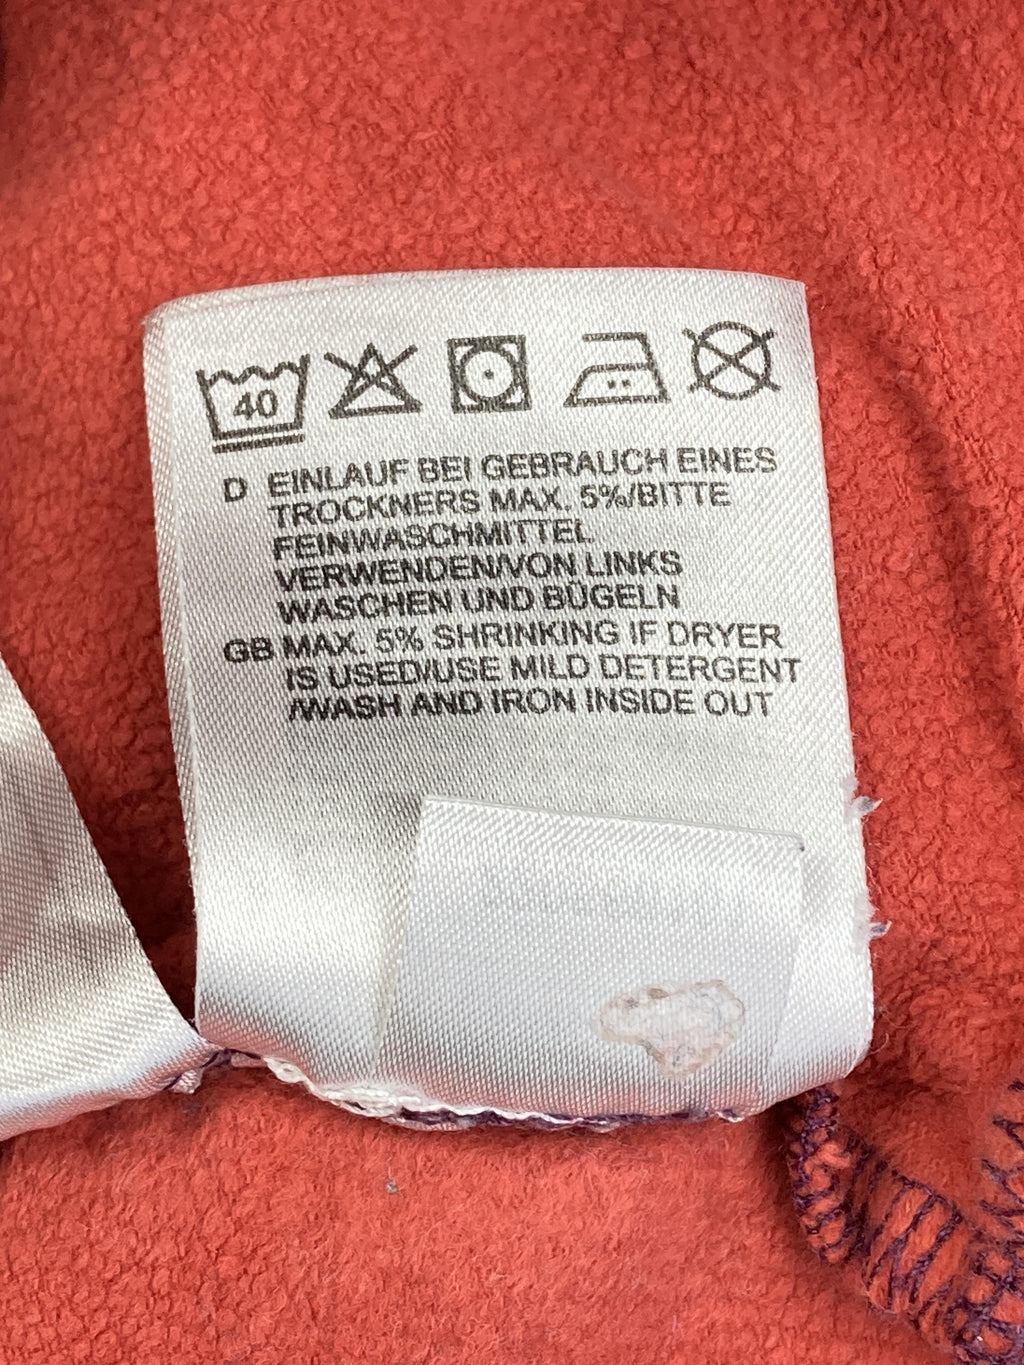 40
D EINLAUF BEI GEBRAUCH EINES
TROCKNERS MAX. 5%/BITTE
FEINWASCHMITTEL
VERWENDEN/VON LINKS
WASCHEN UND BÜGELN
GB MAX. 5% SHRINKING IF DRYER
IS USED/USE MILD DETERGENT
/WASH AND IRON INSIDE OUT